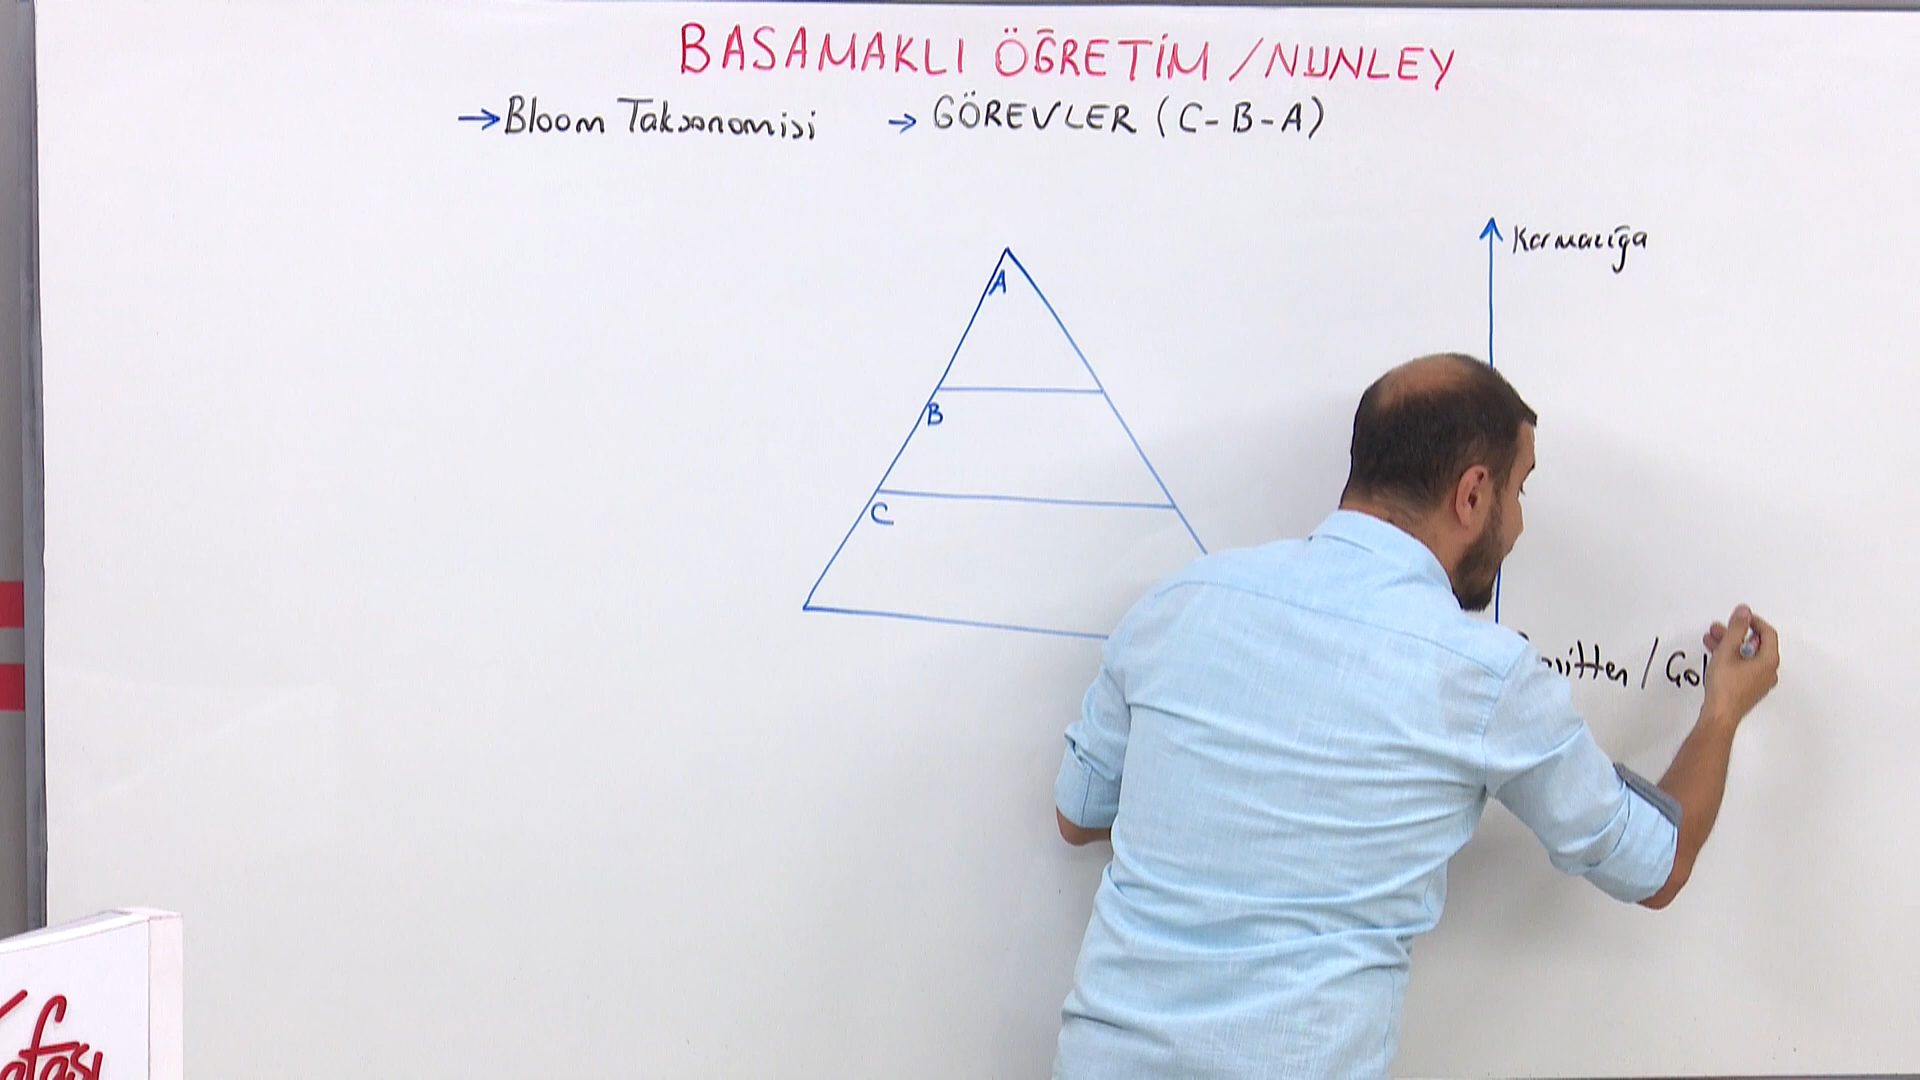 BASAMAKLI ÖĞRETİM / NUNLEY
→ Bloom Taksonomisi → GÖREVLER (C-B-A)
Karmaşığa
A
B
C